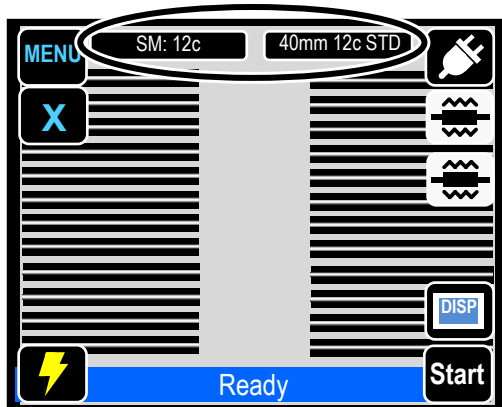 MENU
SM: 12c
40mm 12c STD
X
DISP
Ready
Start